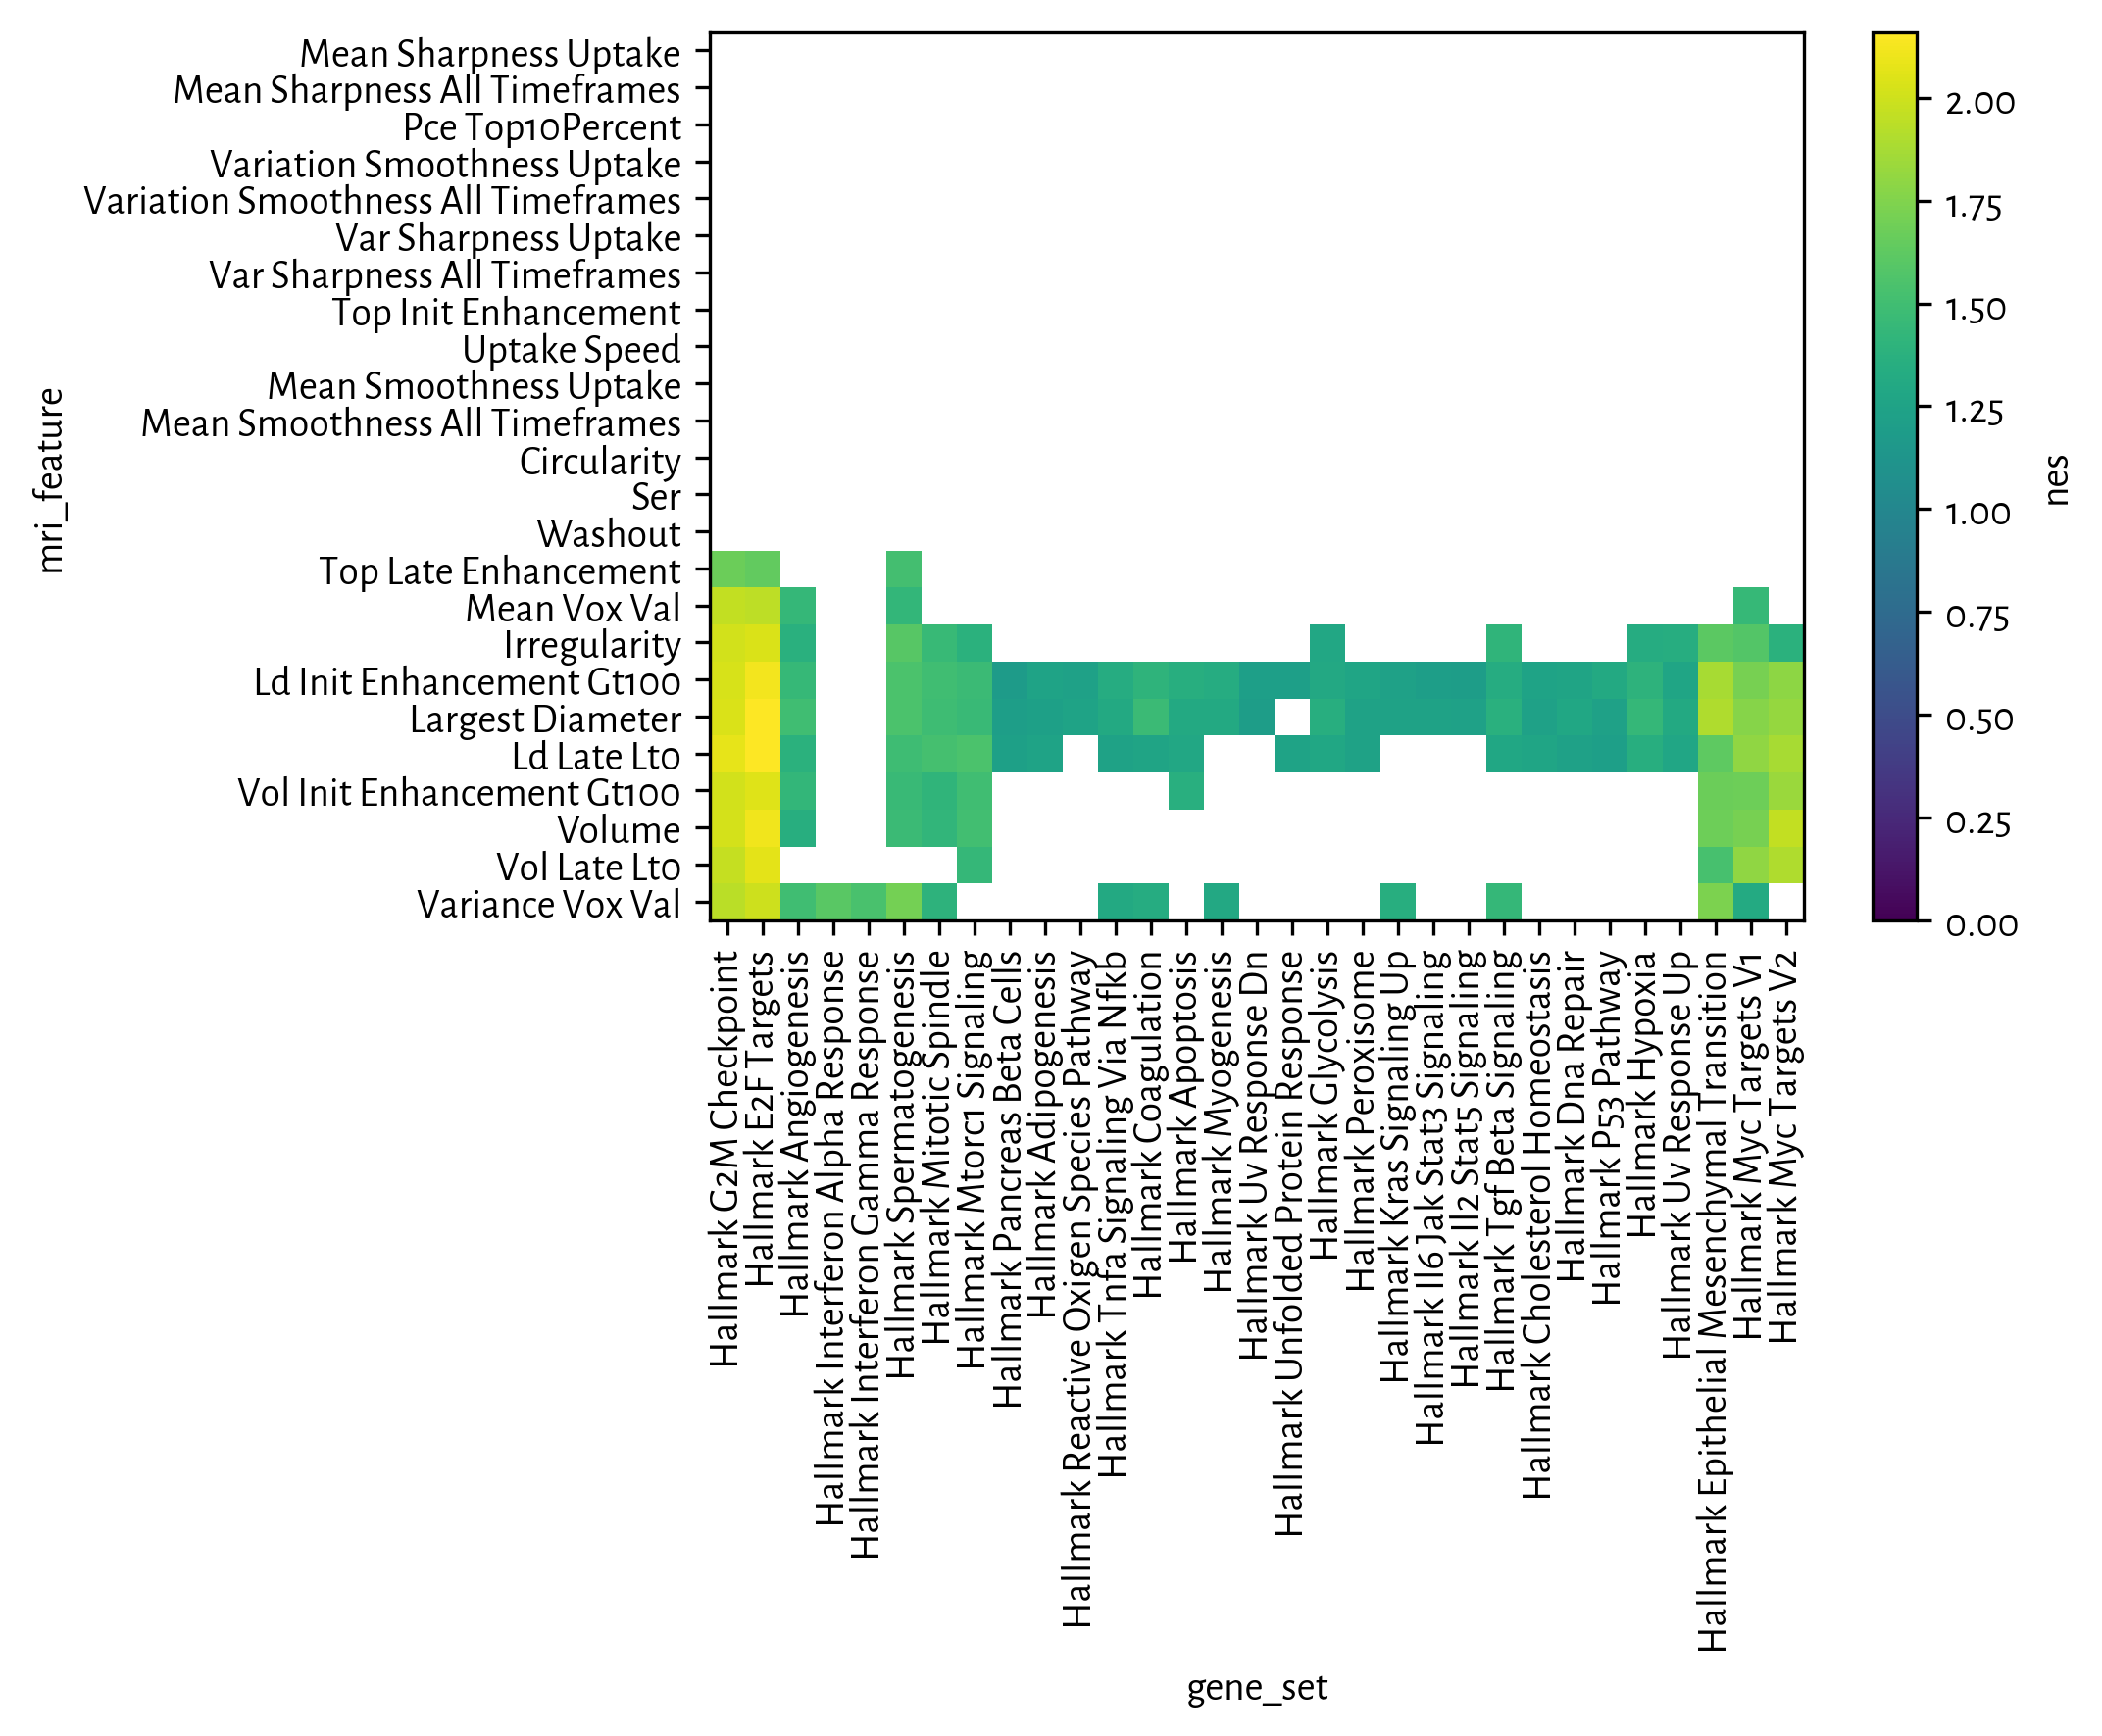 Mean Sharpness Uptake
Mean Sharpness All Timeframes
Pce Top10Percent
Variation Smoothness Uptake
Variation Smoothness All Timeframes
Var Sharpness Uptake
Var Sharpness All Timeframes
Top Init Enhancement
Uptake Speed
Mean Smoothness Uptake
Mean Smoothness All Timeframes
Circularity
Ser
Washout
Top Late Enhancement
Mean Vox Val
Irregularity
Ld Init Enhancement Gt100
Largest Diameter
Ld Late Lt0
Vol Init Enhancement Gt100
Volume
Vol Late Lt0
Variance Vox Val
mri_feature
Hallmark G2M Checkpoint
Hallmark E2F Targets
Hallmark Angiogenesis
Hallmark Interferon Alpha Response
Hallmark Interferon Gamma Response
Hallmark Spermatogenesis
Hallmark Mitotic Spindle
Hallmark Mtorc1 Signaling
Hallmark Pancreas Beta Cells
Hallmark Adipogenesis
Hallmark Reactive Oxigen Species Pathway
Hallmark Tnfa Signaling Via Nfkb
Hallmark Coagulation
Hallmark Apoptosis
Hallmark Myogenesis
Hallmark Uv Response Dn
Hallmark Unfolded Protein Response
Hallmark Glycolysis
Hallmark Peroxisome
Hallmark Kras Signaling Up
Hallmark Il6 Jak Stat3 Signaling
Hallmark Il2 Stat5 Signaling
Hallmark Tgf Beta Signaling
Hallmark Cholesterol Homeostasis
Hallmark Dna Repair
Hallmark P53 Pathway
Hallmark Hypoxia
Hallmark Uv Response Up
Hallmark Epithelial Mesenchymal Transition
Hallmark Myc Targets V1
Hallmark Myc Targets V2
gene_set
2.00
1.75
1.50
1.25
1.00
0.75
0.50
0.25
0.00
nes